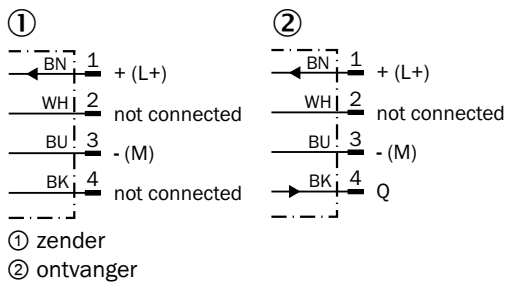 ①
BN 1 + (L+)
WH 2 not connected
BU 3 - (M)
BK 4 not connected
②
BN 1 + (L+)
WH 2 not connected
BU 3 - (M)
BK 4 Q
① zender
② ontvanger